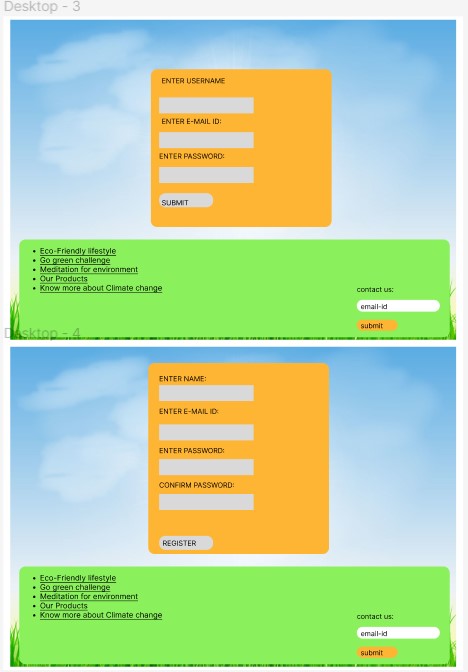 Desktop - 3
ENTER USERNAME
ENTER E-MAIL ID:
ENTER PASSWORD:
SUBMIT
Eco-Friendly lifestyle
Go green challenge
Meditation for environment
Our Products
Know more about Climate change
contact us:
email-id
submit
Desktop - 4
ENTER NAME:
ENTER E-MAIL ID:
ENTER PASSWORD:
CONFIRM PASSWORD:
REGISTER
Eco-Friendly lifestyle
Go green challenge
Meditation for environment
Our Products
Know more about Climate change
contact us:
email-id
submit